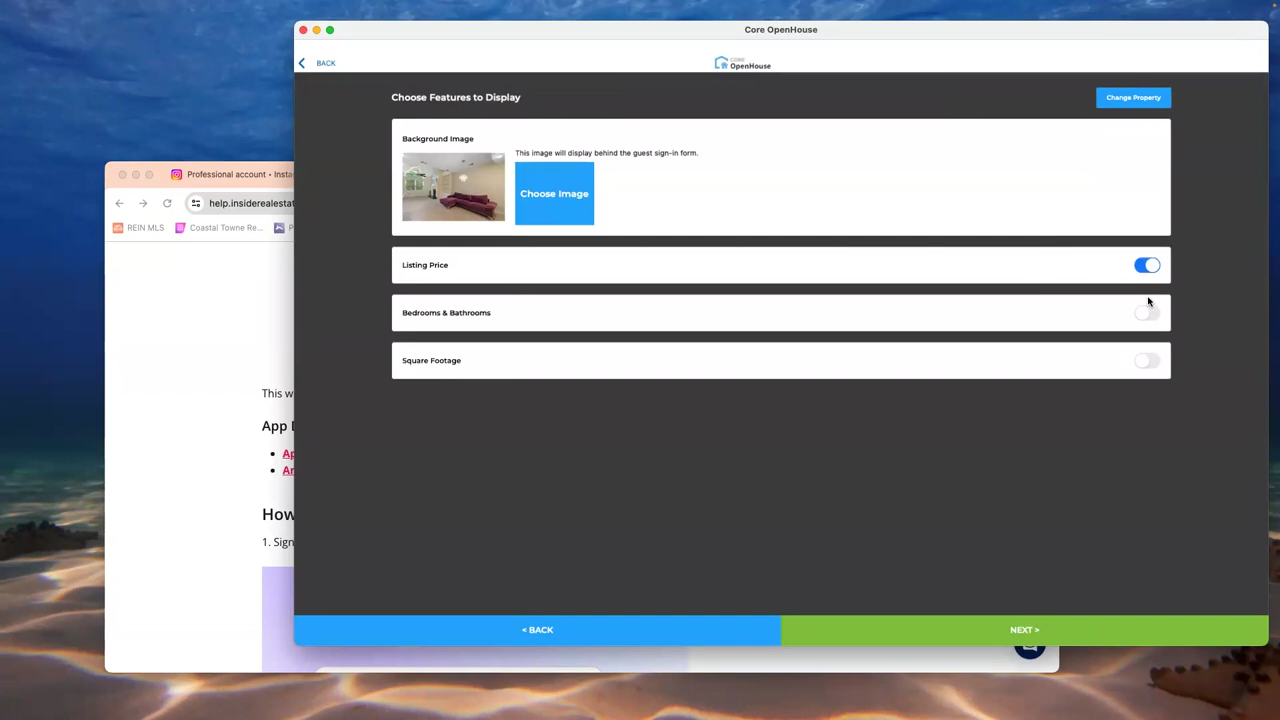 Core OpenHouse
BACK
CORE
OpenHouse
Choose Features to Display
Change Property
Background Image
This image will display behind the guest sign-in form.
Choose Image
Listing Price
Bedrooms & Bathrooms
Square Footage
< BACK
NEXT >
Professional account • Insta
help.insiderealestat
REIN MLS
Coastal Towne Re...
P
This w
App
How
1. Sign